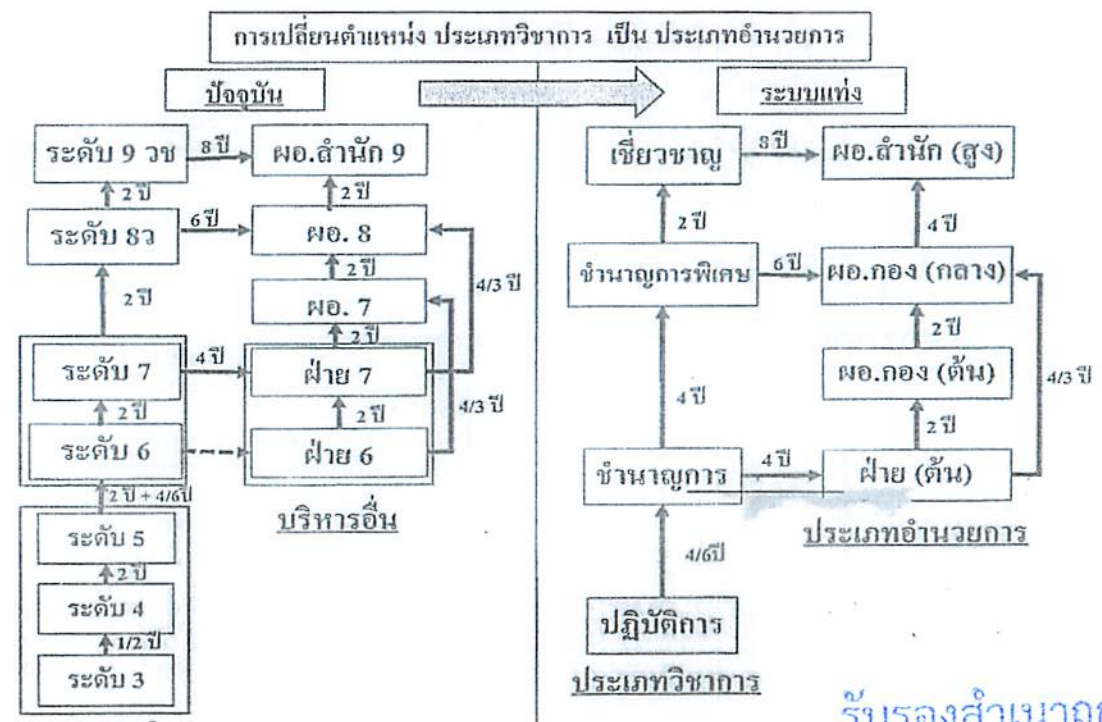 การเปลี่ยนตำแหน่ง ประเภทวิชาการ เป็น ประเภทอำนวยการ
ปัจจุบัน
ระดับ 9 วช
8 ปี
ผอ.สำนัก 9
2 ปี
2 ปี
ระดับ 8ว
6 ปี
ผอ. 8
2 ปี
4/3 ปี
2 ปี
ผอ. 7
2 ปี
ระดับ 7
4 ปี
ฝ่าย 7
4/3 ปี
2 ปี
2 ปี
ระดับ 6
ฝ่าย 6
2 ปี + 4/6ปี
บริหารอื่น
ระดับ 5
2 ปี
ระดับ 4
1/2 ปี
ระดับ 3
ระบบแท่ง
เชี่ยวชาญ
8 ปี
ผอ.สำนัก (สูง)
2 ปี
4 ปี
ชำนาญการพิเศษ
6 ปี
ผอ.กอง (กลาง)
2 ปี
ผอ.กอง (ต้น)
4/3 ปี
4 ปี
2 ปี
ชำนาญการ
4 ปี
ฝ่าย (ต้น)
ประเภทอำนวยการ
4/6ปี
ปฏิบัติการ
ประเภทวิชาการ